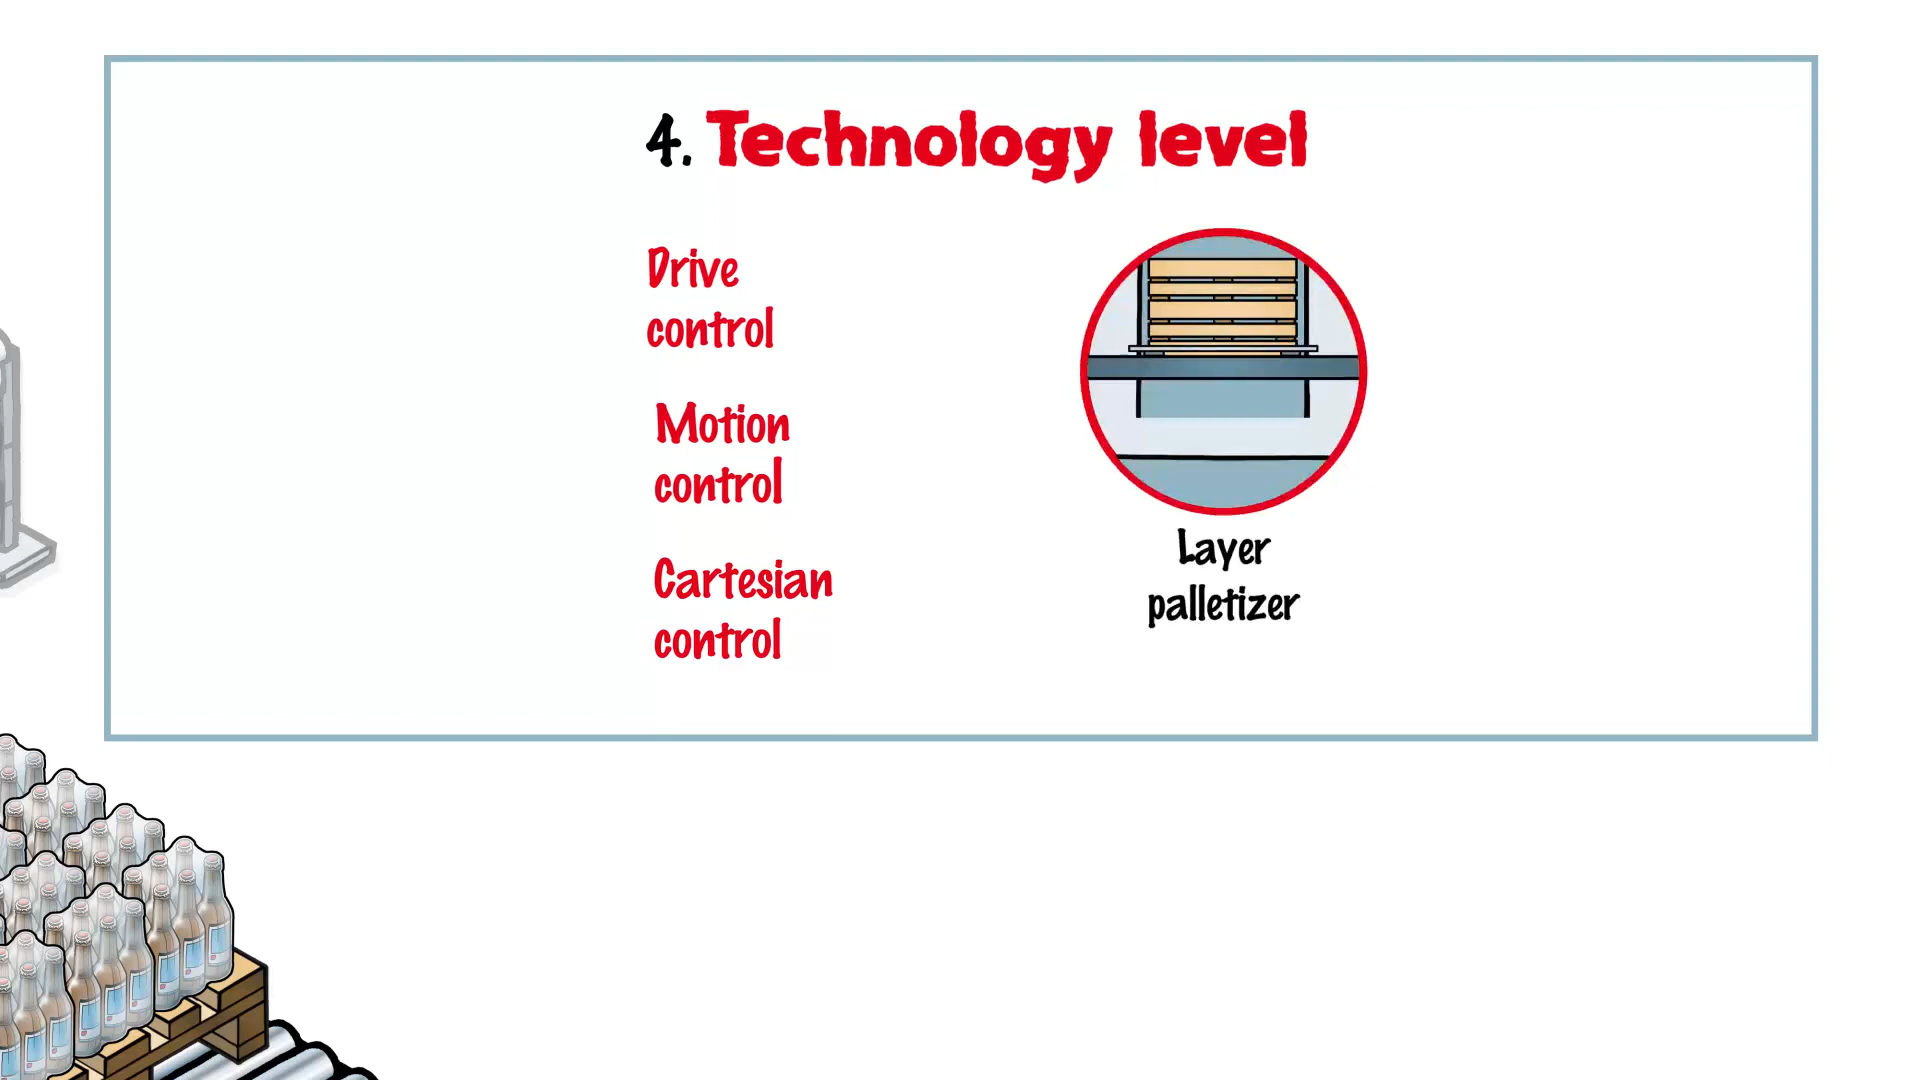 4. Technology level
Drive
control
Motion
control
Cartesian
control
Layer
palletizer